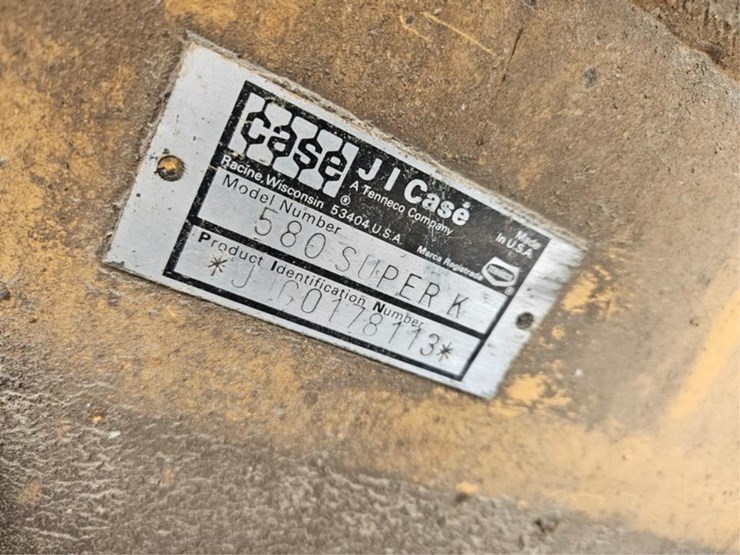 case
J I Case
A Tenneco Company
®
Racine, Wisconsin 53404 U.S.A.
Marca Registrada
Made
in U.S.A.
TENNECO
®
Model Number
580 SUPER K
Product Identification Number
*JJG0178113*